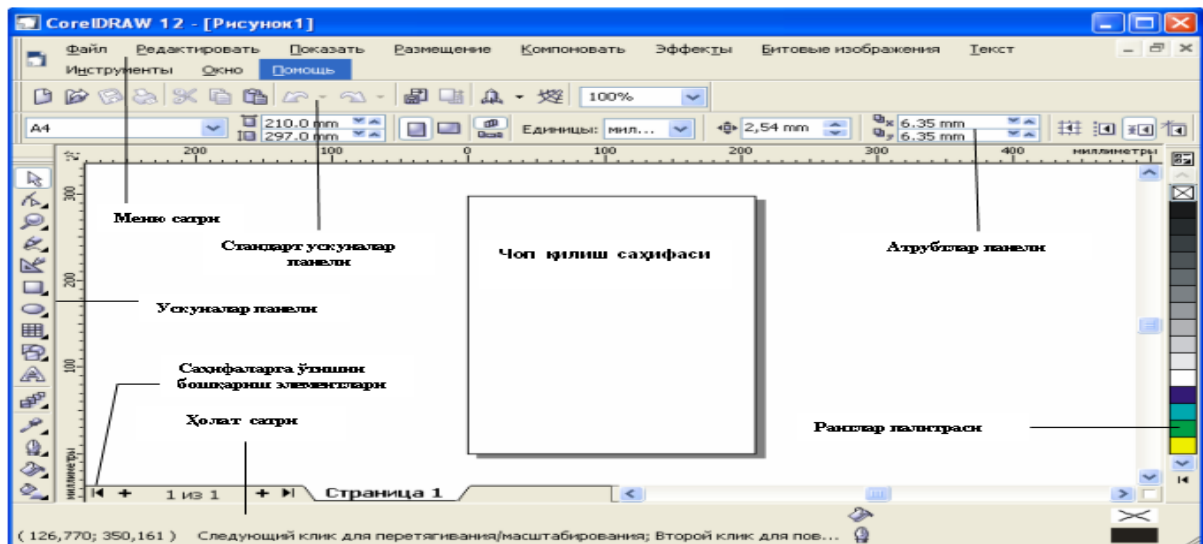 CorelDRAW 12 - [Рисунок1]
Файл Редактировать Показать Размещение Компоновать Эффекты Битовые изображения Текст
Инструменты Окно Помощь
100%
A4 210.0 mm 297.0 mm Единицы: мил... 2,54 mm x 6.35 mm y 6.35 mm
200 100 0 100 200 300 400 миллиметры
300
Меню сатри
Стандарт ускуналар
панели
Чоп қилиш саҳифаси
Атрубтлар панели
200
Ускуналар панели
100
Саҳифаларга ўтишни
бошқариш элементлари
Ҳолат сатри
Ранглар палитраси
миллиметры
1 из 1 Страница 1
( 126,770; 350,161 ) Следующий клик для перетягивания/масштабирования; Второй клик для пов...